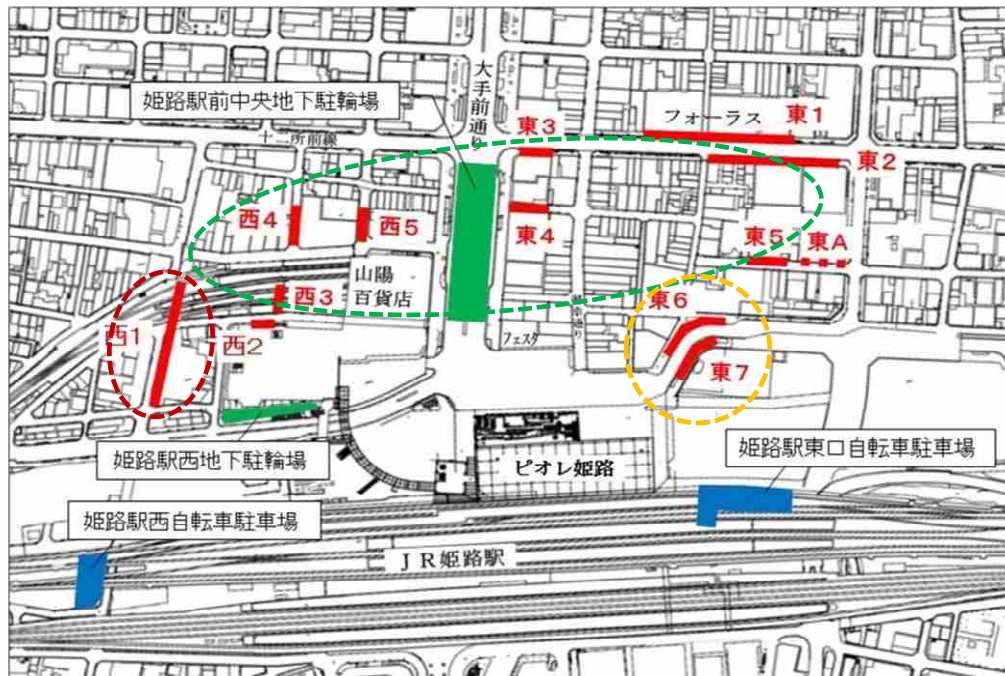 大手前通り
姫路駅前中央地下駐輪場
フォーラス
東1
十二所前線
東3
東2
西4
西5
東4
東5
東A
山陽
百貨店
西3
東6
西1
西2
フェスタ
東7
姫路駅東口自転車駐車場
姫路駅西地下駐輪場
ピオレ姫路
姫路駅西自転車駐車場
JR姫路駅